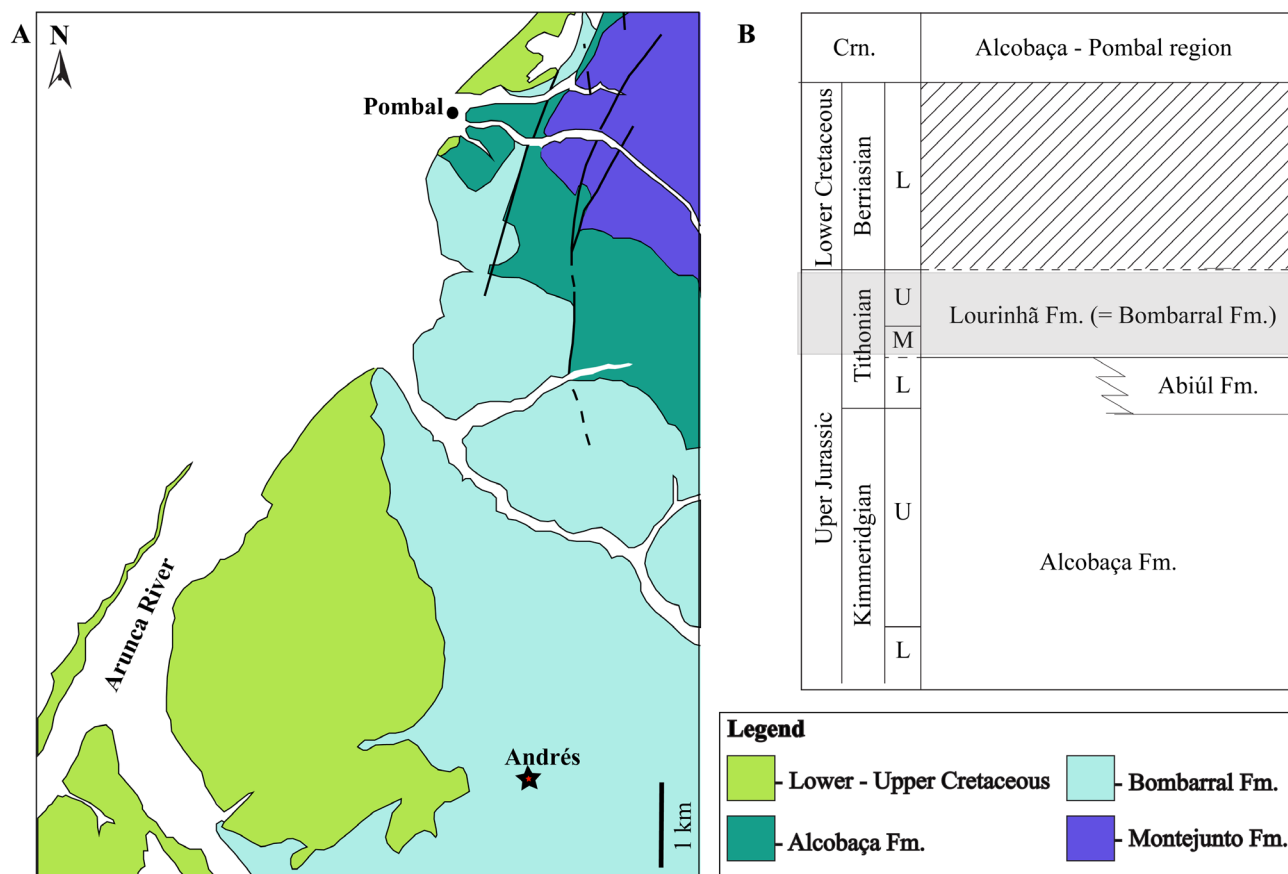 A
N
Pombal
Arunca River
Andrés
1 km
B
Crn.
Alcobaça - Pombal region
Lower Cretaceous
Berriasian
L
Uper Jurassic
Tithonian
U
M
L
Lourinhã Fm. (= Bombarral Fm.)
Abiúl Fm.
Kimmeridgian
U
L
Alcobaça Fm.
Legend
- Lower - Upper Cretaceous
- Bombarral Fm.
- Alcobaça Fm.
- Montejunto Fm.